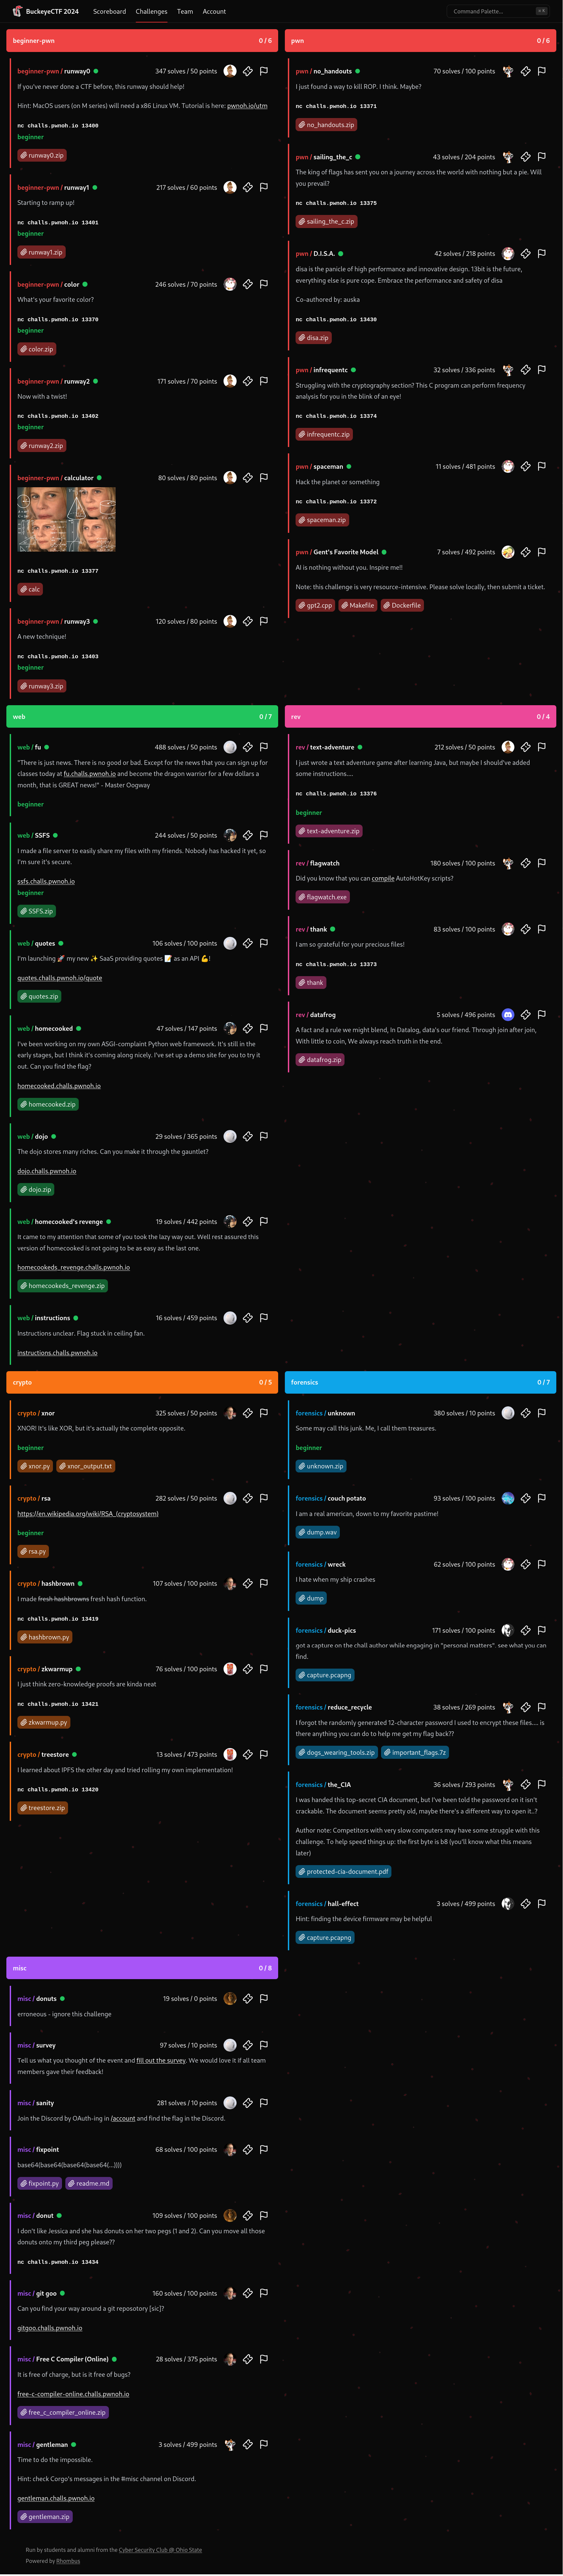 BuckeyeCTF 2024 Scoreboard Challenges Team Account Command Palette...
beginner-pwn 0 / 6
beginner-pwn / runway0 347 solves / 50 points
If you've never done a CTF before, this runway should help!
Hint: MacOS users (on M series) will need a x86 Linux VM. Tutorial is here: pwnoh.io/utm
nc challs.pwnoh.io 13400
beginner
runway0.zip
beginner-pwn / runway1 217 solves / 60 points
Starting to ramp up!
nc challs.pwnoh.io 13401
beginner
runway1.zip
beginner-pwn / color 246 solves / 70 points
What's your favorite color?
nc challs.pwnoh.io 13370
beginner
color.zip
beginner-pwn / runway2 171 solves / 70 points
Now with a twist!
nc challs.pwnoh.io 13402
beginner
runway2.zip
beginner-pwn / calculator 80 solves / 80 points
nc challs.pwnoh.io 13377
calc
beginner-pwn / runway3 120 solves / 80 points
A new technique!
nc challs.pwnoh.io 13403
beginner
runway3.zip
pwn 0 / 6
pwn / no_handouts 70 solves / 100 points
I just found a way to kill ROP. I think. Maybe?
nc challs.pwnoh.io 13371
no_handouts.zip
pwn / sailing_the_c 43 solves / 204 points
The king of flags has sent you on a journey across the world with nothing but a pie. Will
you prevail?
nc challs.pwnoh.io 13375
sailing_the_c.zip
pwn / D.I.S.A. 42 solves / 218 points
disa is the panicle of high performance and innovative design. 13bit is the future,
everything else is pure cope. Embrace the performance and safety of disa
Co-authored by: auska
nc challs.pwnoh.io 13430
disa.zip
pwn / infrequentc 32 solves / 336 points
Struggling with the cryptography section? This C program can perform frequency
analysis for you in the blink of an eye!
nc challs.pwnoh.io 13374
infrequentc.zip
pwn / spaceman 11 solves / 481 points
Hack the planet or something
nc challs.pwnoh.io 13372
spaceman.zip
pwn / Gent's Favorite Model 7 solves / 492 points
AI is nothing without you. Inspire me!!
Note: this challenge is very resource-intensive. Please solve locally, then submit a ticket.
gpt2.cpp Makefile Dockerfile
web 0 / 7
web / fu 488 solves / 50 points
"There is just news. There is no good or bad. Except for the news that you can sign up for
classes today at fu.challs.pwnoh.io and become the dragon warrior for a few dollars a
month, that is GREAT news!" - Master Oogway
beginner
web / SSFS 244 solves / 50 points
I made a file server to easily share my files with my friends. Nobody has hacked it yet, so
I'm sure it's secure.
ssfs.challs.pwnoh.io
beginner
SSFS.zip
web / quotes 106 solves / 100 points
I'm launching 🚀 my new ✨ SaaS providing quotes 📝 as an API 💪!
quotes.challs.pwnoh.io/quote
quotes.zip
web / homecooked 47 solves / 147 points
I've been working on my own ASGI-complaint Python web framework. It's still in the
early stages, but I think it's coming along nicely. I've set up a demo site for you to try it
out. Can you find the flag?
homecooked.challs.pwnoh.io
homecooked.zip
web / dojo 29 solves / 365 points
The dojo stores many riches. Can you make it through the gauntlet?
dojo.challs.pwnoh.io
dojo.zip
web / homecooked's revenge 19 solves / 442 points
It came to my attention that some of you took the lazy way out. Well rest assured this
version of homecooked is not going to be as easy as the last one.
homecookeds_revenge.challs.pwnoh.io
homecookeds_revenge.zip
web / instructions 16 solves / 459 points
Instructions unclear. Flag stuck in ceiling fan.
instructions.challs.pwnoh.io
rev 0 / 4
rev / text-adventure 212 solves / 50 points
I just wrote a text adventure game after learning Java, but maybe I should've added
some instructions....
nc challs.pwnoh.io 13376
beginner
text-adventure.zip
rev / flagwatch 180 solves / 100 points
Did you know that you can compile AutoHotKey scripts?
flagwatch.exe
rev / thank 83 solves / 100 points
I am so grateful for your precious files!
nc challs.pwnoh.io 13373
thank
rev / datafrog 5 solves / 496 points
A fact and a rule we might blend, In Datalog, data's our friend. Through join after join,
With little to coin, We always reach truth in the end.
datafrog.zip
crypto 0 / 5
crypto / xnor 325 solves / 50 points
XNOR! It's like XOR, but it's actually the complete opposite.
beginner
xnor.py xnor_output.txt
crypto / rsa 282 solves / 50 points
https://en.wikipedia.org/wiki/RSA_(cryptosystem)
beginner
rsa.py
crypto / hashbrown 107 solves / 100 points
I made fresh hashbrowns fresh hash function.
nc challs.pwnoh.io 13419
hashbrown.py
crypto / zkwarmup 76 solves / 100 points
I just think zero-knowledge proofs are kinda neat
nc challs.pwnoh.io 13421
zkwarmup.py
crypto / treestore 13 solves / 473 points
I learned about IPFS the other day and tried rolling my own implementation!
nc challs.pwnoh.io 13420
treestore.zip
forensics 0 / 7
forensics / unknown 380 solves / 10 points
Some may call this junk. Me, I call them treasures.
beginner
unknown.zip
forensics / couch potato 93 solves / 100 points
I am a real american, down to my favorite pastime!
dump.wav
forensics / wreck 62 solves / 100 points
I hate when my ship crashes
dump
forensics / duck-pics 171 solves / 100 points
got a capture on the chall author while engaging in "personal matters". see what you can
find.
capture.pcapng
forensics / reduce_recycle 38 solves / 269 points
I forgot the randomly generated 12-character password I used to encrypt these files.... is
there anything you can do to help me get my flag back??
dogs_wearing_tools.zip important_flags.7z
forensics / the_CIA 36 solves / 293 points
I was handed this top-secret CIA document, but I've been told the password on it isn't
crackable. The document seems pretty old, maybe there's a different way to open it..?
Author note: Competitors with very slow computers may have some struggle with this
challenge. To help speed things up: the first byte is b8 (you'll know what this means
later)
protected-cia-document.pdf
forensics / hall-effect 3 solves / 499 points
Hint: finding the device firmware may be helpful
capture.pcapng
misc 0 / 8
misc / donuts 19 solves / 0 points
erroneous - ignore this challenge
misc / survey 97 solves / 10 points
Tell us what you thought of the event and fill out the survey. We would love it if all team
members gave their feedback!
misc / sanity 281 solves / 10 points
Join the Discord by OAuth-ing in /account and find the flag in the Discord.
misc / fixpoint 68 solves / 100 points
base64(base64(base64(base64(...))))
fixpoint.py readme.md
misc / donut 109 solves / 100 points
I don't like Jessica and she has donuts on her two pegs (1 and 2). Can you move all those
donuts onto my third peg please??
nc challs.pwnoh.io 13434
misc / git goo 160 solves / 100 points
Can you find your way around a git reposotory [sic]?
gitgoo.challs.pwnoh.io
misc / Free C Compiler (Online) 28 solves / 375 points
It is free of charge, but is it free of bugs?
free-c-compiler-online.challs.pwnoh.io
free_c_compiler_online.zip
misc / gentleman 3 solves / 499 points
Time to do the impossible.
Hint: check Corgo's messages in the #misc channel on Discord.
gentleman.challs.pwnoh.io
gentleman.zip
Run by students and alumni from the Cyber Security Club @ Ohio State
Powered by Rhombus